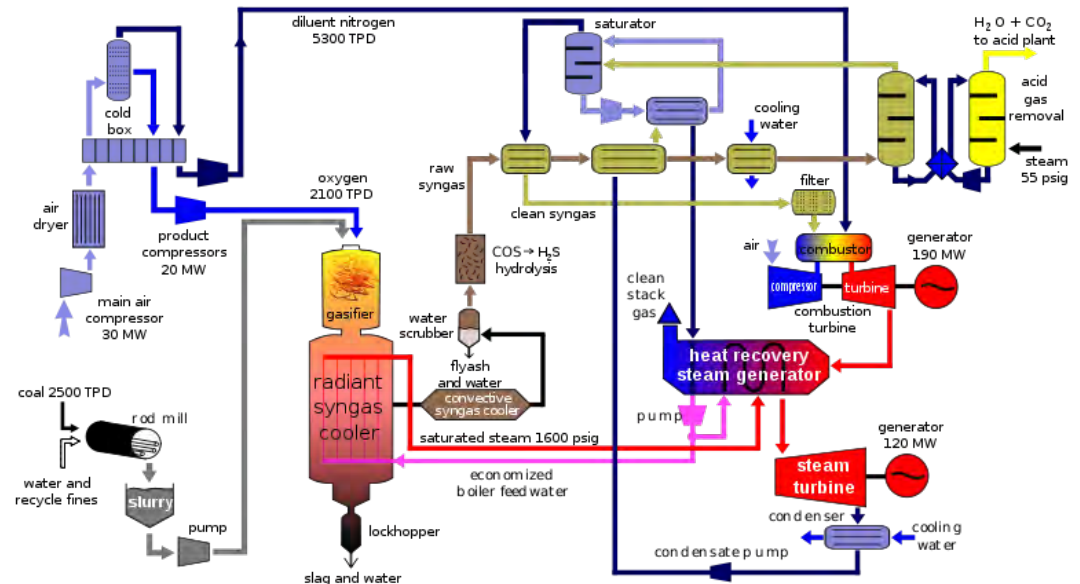 diluent nitrogen
5300 TPD
saturator
H₂O + CO₂
to acid plant
cold
box
cooling
water
acid
gas
removal
raw
syngas
steam
55 psig
oxygen
2100 TPD
filter
clean syngas
air
dryer
product
compressors
20 MW
COS→H₂S
hydrolysis
air
combustor
generator
190 MW
compressor
turbine
combustion
turbine
clean
stack
gas
gasifier
main air
compressor
30 MW
water
scrubber
flyash
and water
heat recovery
steam generator
radiant
syngas
cooler
convective
syngas cooler
coal 2500 TPD
rod mill
pump
saturated steam 1600 psig
generator
120 MW
economized
boiler feed water
steam
turbine
water and
recycle fines
slurry
pump
lockhopper
condenser
cooling
water
condensate pump
slag and water